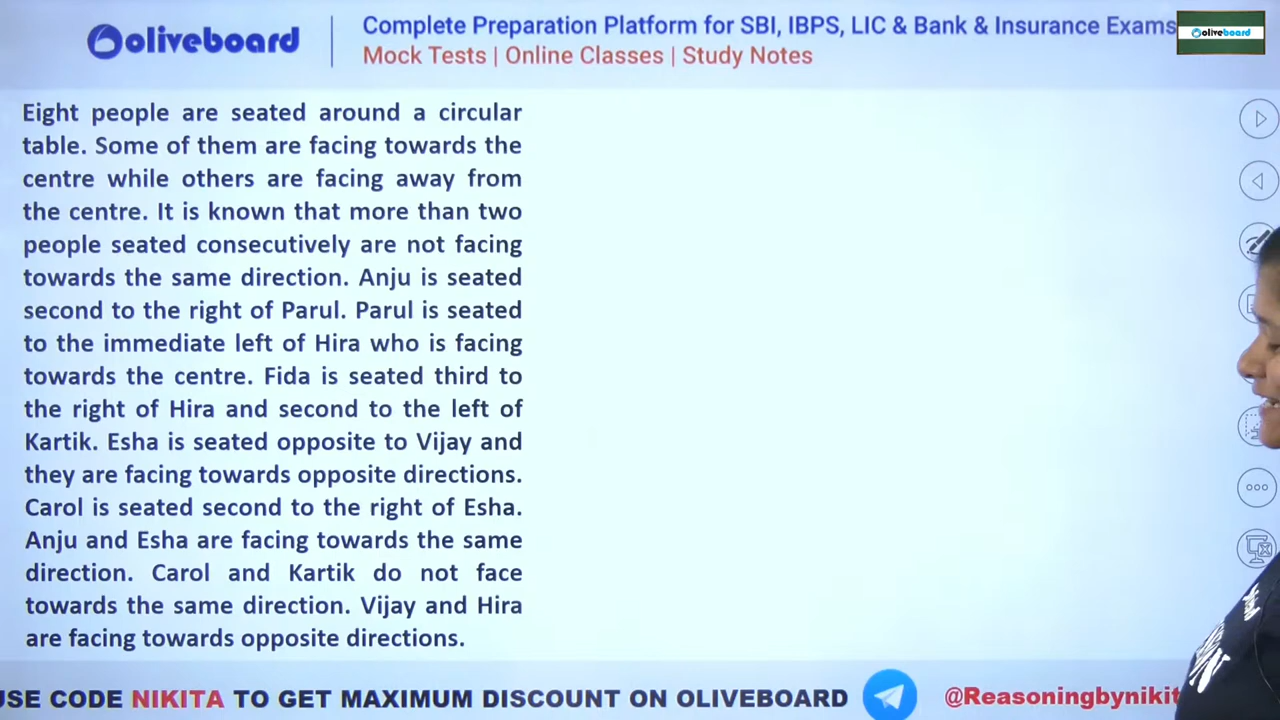 oliveboard
Complete Preparation Platform for SBI, IBPS, LIC & Bank & Insurance Exams
Mock Tests | Online Classes | Study Notes
oliveboard
Eight people are seated around a circular
table. Some of them are facing towards the
centre while others are facing away from
the centre. It is known that more than two
people seated consecutively are not facing
towards the same direction. Anju is seated
second to the right of Parul. Parul is seated
to the immediate left of Hira who is facing
towards the centre. Fida is seated third to
the right of Hira and second to the left of
Kartik. Esha is seated opposite to Vijay and
they are facing towards opposite directions.
Carol is seated second to the right of Esha.
Anju and Esha are facing towards the same
direction. Carol and Kartik do not face
towards the same direction. Vijay and Hira
are facing towards opposite directions.
USE CODE NIKITA TO GET MAXIMUM DISCOUNT ON OLIVEBOARD
@Reasoningbynikit